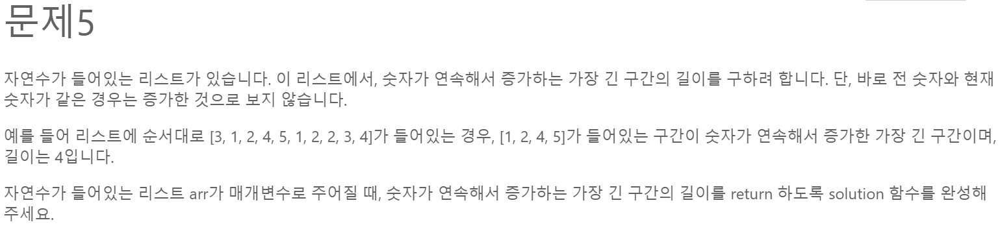 문제5
자연수가 들어있는 리스트가 있습니다. 이 리스트에서, 숫자가 연속해서 증가하는 가장 긴 구간의 길이를 구하려 합니다. 단, 바로 전 숫자와 현재
숫자가 같은 경우는 증가한 것으로 보지 않습니다.
예를 들어 리스트에 순서대로 [3, 1, 2, 4, 5, 1, 2, 2, 3, 4]가 들어있는 경우, [1, 2, 4, 5]가 들어있는 구간이 숫자가 연속해서 증가한 가장 긴 구간이며,
길이는 4입니다.
자연수가 들어있는 리스트 arr가 매개변수로 주어질 때, 숫자가 연속해서 증가하는 가장 긴 구간의 길이를 return 하도록 solution 함수를 완성해
주세요.